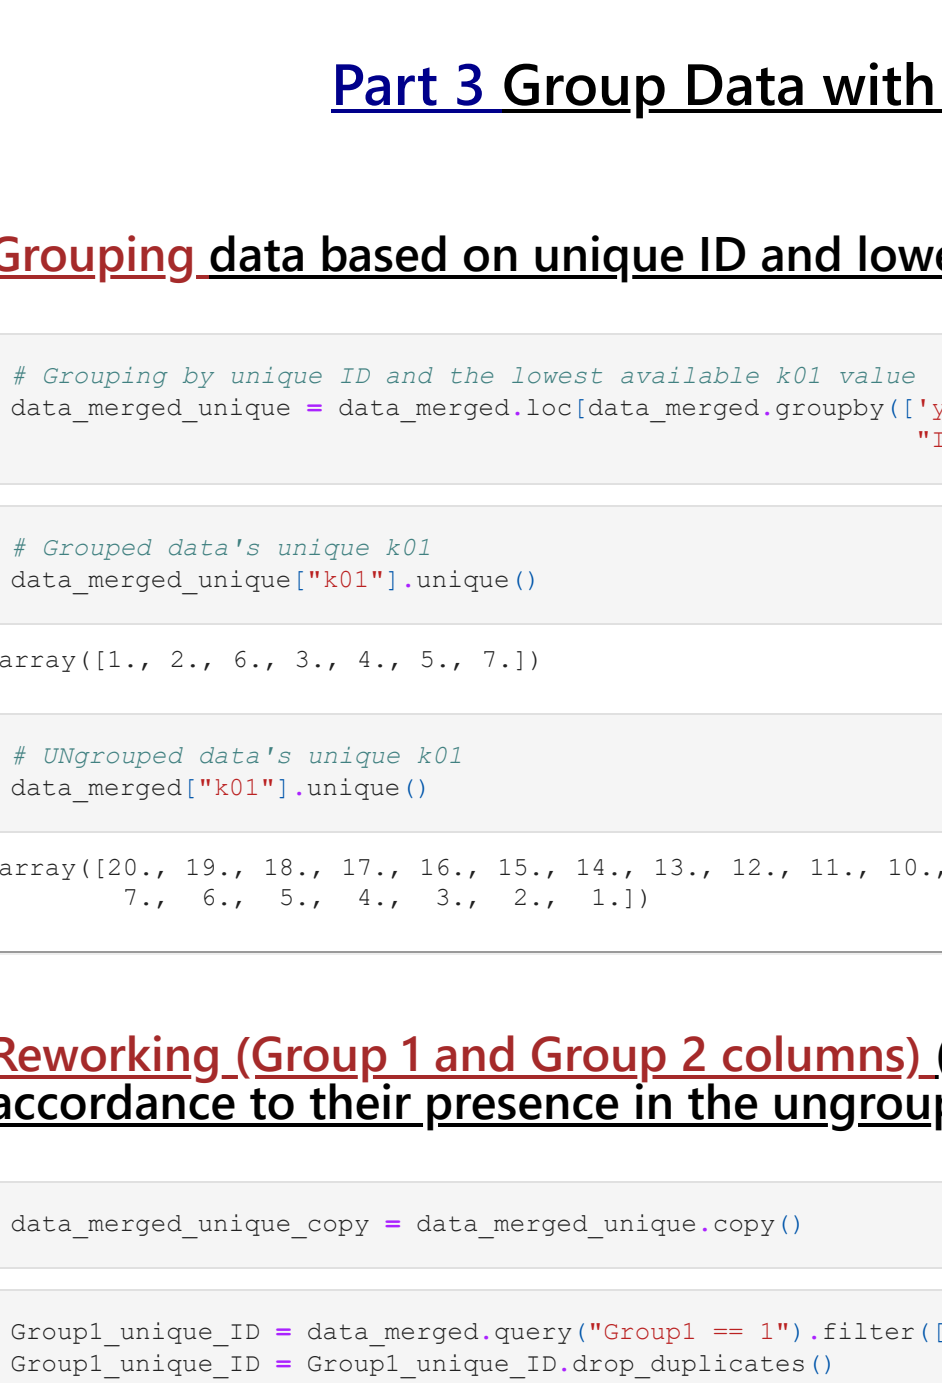 Part 3 Group Data with
Grouping data based on unique ID and lowe
# Grouping by unique ID and the lowest available k01 value
data_merged_unique = data_merged.loc[data_merged.groupby(['y
"I
# Grouped data's unique k01
data_merged_unique["k01"].unique()
array([1., 2., 6., 3., 4., 5., 7.])
# UNgrouped data's unique k01
data_merged["k01"].unique()
array([20., 19., 18., 17., 16., 15., 14., 13., 12., 11., 10.,
7., 6., 5., 4., 3., 2., 1.])
Reworking (Group 1 and Group 2 columns) (
accordance to their presence in the ungroup
data_merged_unique_copy = data_merged_unique.copy()
Group1_unique_ID = data_merged.query("Group1 == 1").filter([
Group1_unique_ID = Group1_unique_ID.drop_duplicates()